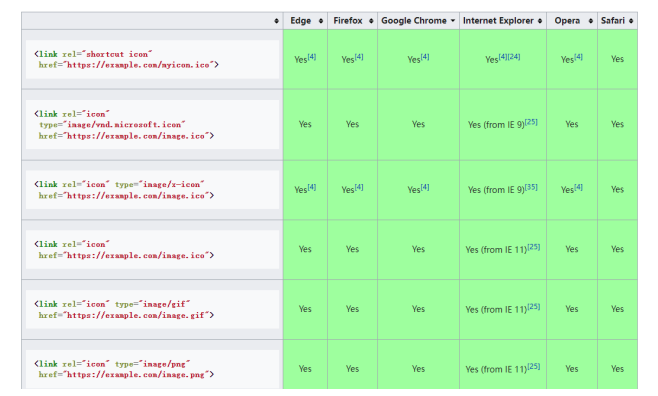 Edge Firefox Google Chrome Internet Explorer Opera Safari
<link rel="shortcut icon"
href="https://example.com/myicon.ico">
Yes[4] Yes[4] Yes[4] Yes[4][24] Yes[4] Yes
<link rel="icon"
type="image/vnd.microsoft.icon"
href="https://example.com/image.ico">
Yes Yes Yes Yes (from IE 9)[25] Yes Yes
<link rel="icon" type="image/x-icon"
href="https://example.com/image.ico">
Yes[4] Yes[4] Yes[4] Yes (from IE 9)[35] Yes[4] Yes
<link rel="icon"
href="https://example.com/image.ico">
Yes Yes Yes Yes (from IE 11)[25] Yes Yes
<link rel="icon" type="image/gif"
href="https://example.com/image.gif">
Yes Yes Yes Yes (from IE 11)[25] Yes Yes
<link rel="icon" type="image/png"
href="https://example.com/image.png">
Yes Yes Yes Yes (from IE 11)[25] Yes Yes